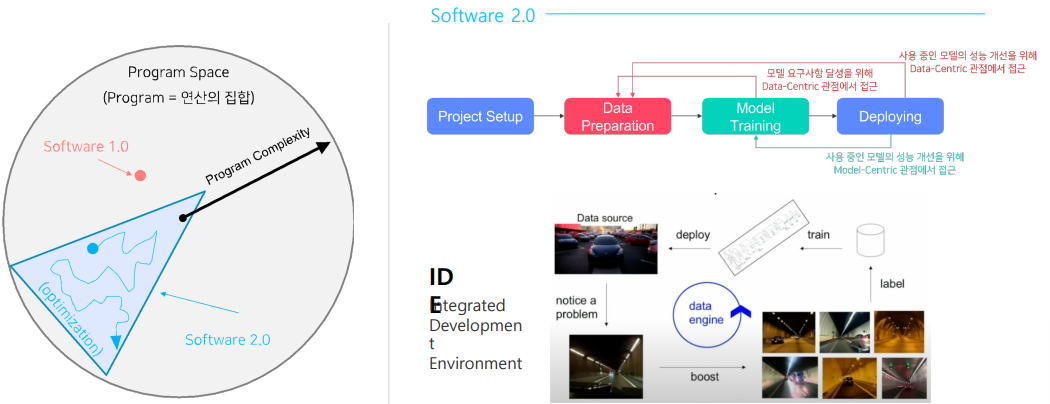 Program Space
(Program = 연산의 집합)
Software 1.0
Program Complexity
(optimization)
Software 2.0
Software 2.0
사용 중인 모델의 성능 개선을 위해
Data-Centric 관점에서 접근
모델 요구사항 달성을 위해
Data-Centric 관점에서 접근
Project Setup
Data
Preparation
Model
Training
Deploying
사용 중인 모델의 성능 개선을 위해
Model-Centric 관점에서 접근
ID
E
Integrated
Developmen
t
Environment
Data source
deploy
train
notice a
problem
data
engine
label
boost